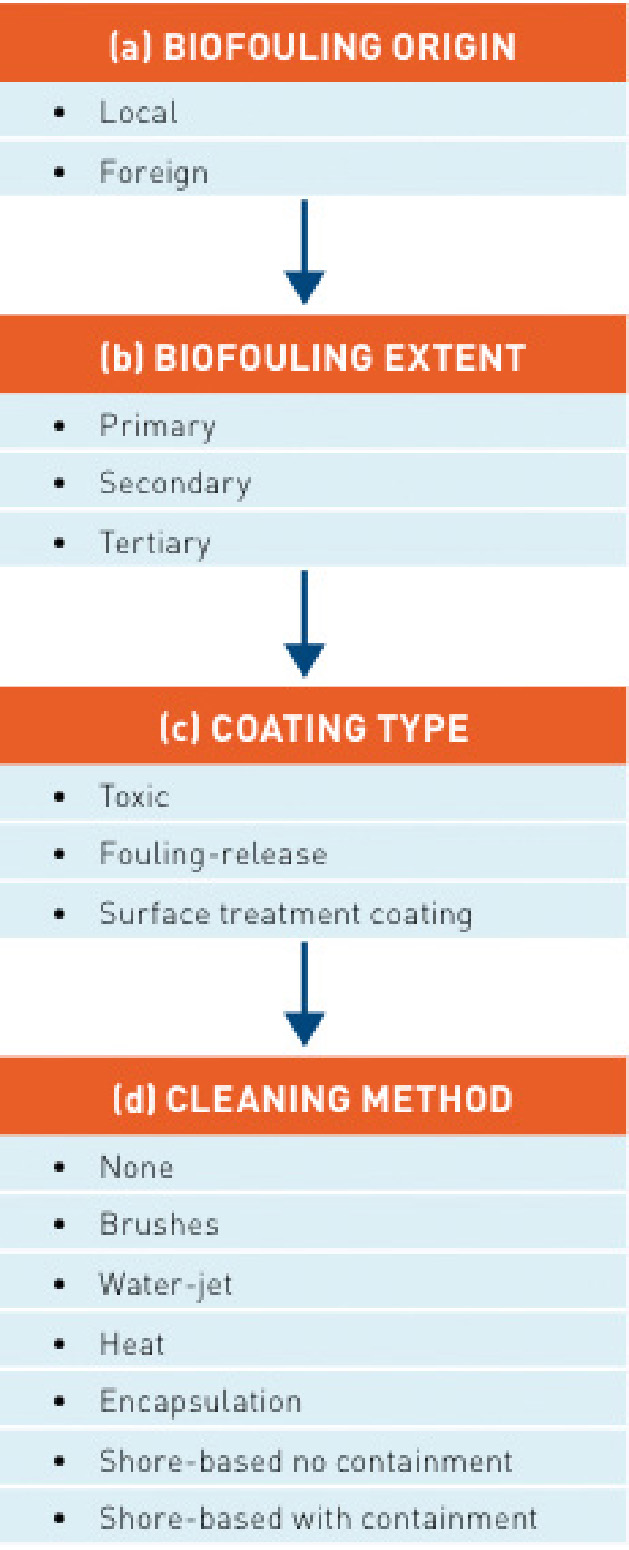 (a) BIOFOULING ORIGIN
• Local
• Foreign
(b) BIOFOULING EXTENT
• Primary
• Secondary
• Tertiary
(c) COATING TYPE
• Toxic
• Fouling-release
• Surface treatment coating
(d) CLEANING METHOD
• None
• Brushes
• Water-jet
• Heat
• Encapsulation
• Shore-based no containment
• Shore-based with containment